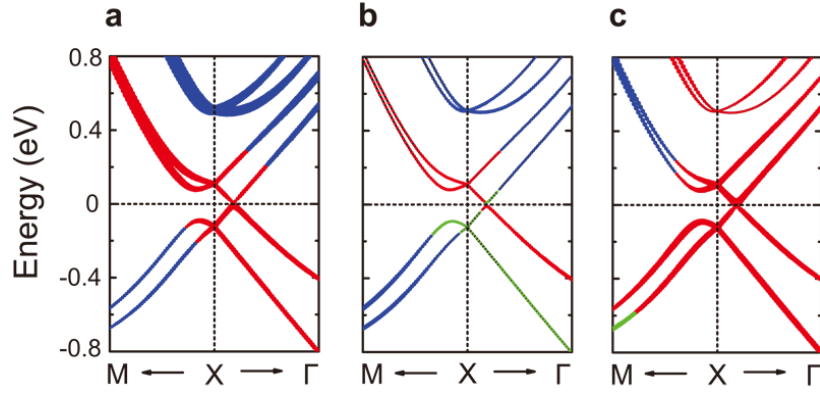 a b c
0.8
0.4
0
-0.4
-0.8
Energy (eV)
M ← X → Γ M ← X → Γ M ← X → Γ